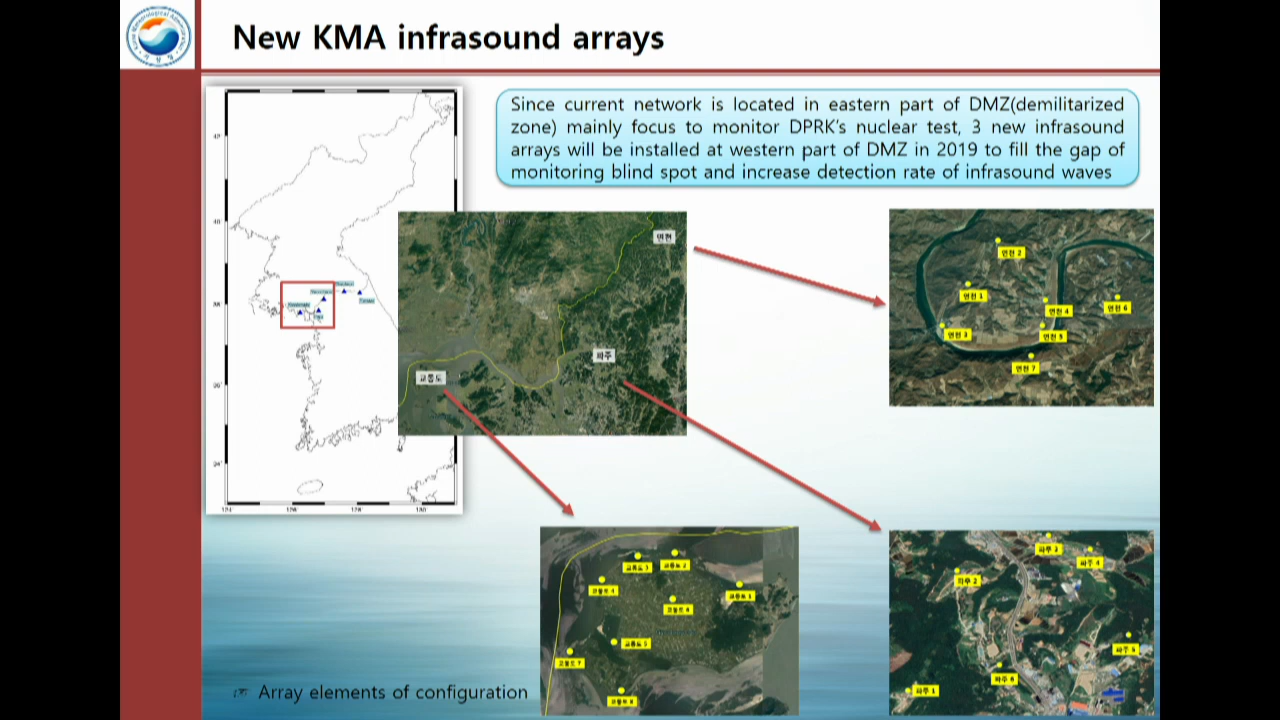 New KMA infrasound arrays
Since current network is located in eastern part of DMZ(demilitarized
zone) mainly focus to monitor DPRK's nuclear test, 3 new infrasound
arrays will be installed at western part of DMZ in 2019 to fill the gap of
monitoring blind spot and increase detection rate of infrasound waves
연천
파주
교동도
연천 2
연천 1
연천 6
연천 4
연천 3
연천 5
연천 7
교동도 3
교동도 2
교동도 4
교동도 1
교동도 6
교동도 5
교동도 7
교동도 8
파주 3
파주 4
파주 2
파주 5
파주 6
파주 1
☞ Array elements of configuration